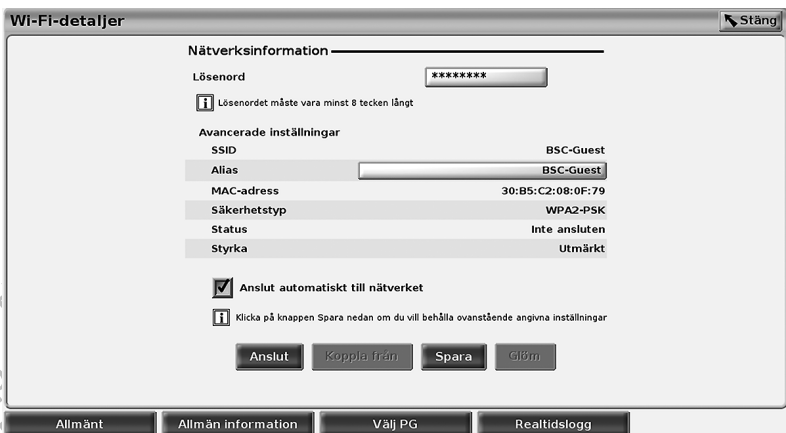 Wi-Fi-detaljer
Stäng
Nätverksinformation
Lösenord ********
Lösenordet måste vara minst 8 tecken långt
Avancerade inställningar
SSID BSC-Guest
Alias BSC-Guest
MAC-adress 30:B5:C2:08:0F:79
Säkerhetstyp WPA2-PSK
Status Inte ansluten
Styrka Utmärkt
Anslut automatiskt till nätverket
Klicka på knappen Spara nedan om du vill behålla ovanstående angivna inställningar
Anslut Koppla från Spara Glöm
Allmänt Allmän information Välj PG Realtidslogg